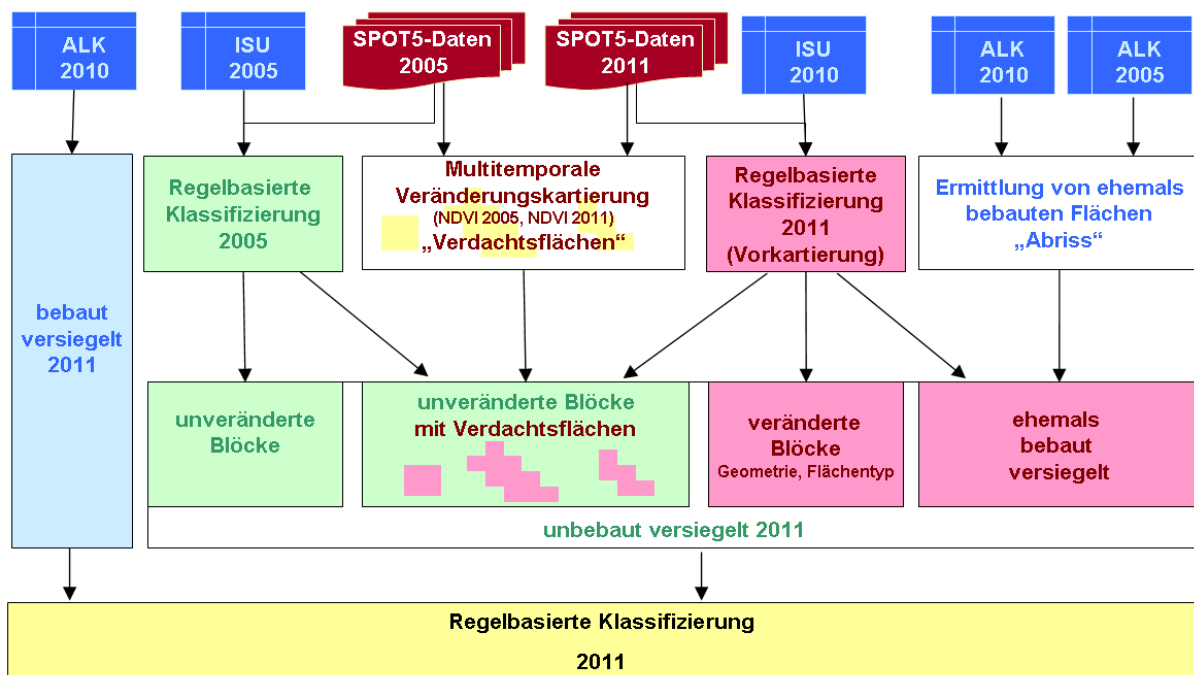 ALK
2010
ISU
2005
SPOT5-Daten
2005
SPOT5-Daten
2011
ISU
2010
ALK
2010
ALK
2005
bebaut
versiegelt
2011
Regelbasierte
Klassifizierung
2005
Multitemporale
Veränderungskartierung
(NDVI 2005, NDVI 2011)
„Verdachtsflächen“
Regelbasierte
Klassifizierung
2011
(Vorkartierung)
Ermittlung von ehemals
bebauten Flächen
„Abriss“
unveränderte
Blöcke
unveränderte Blöcke
mit Verdachtsflächen
veränderte
Blöcke
Geometrie, Flächentyp
ehemals
bebaut
versiegelt
unbebaut versiegelt 2011
Regelbasierte Klassifizierung
2011